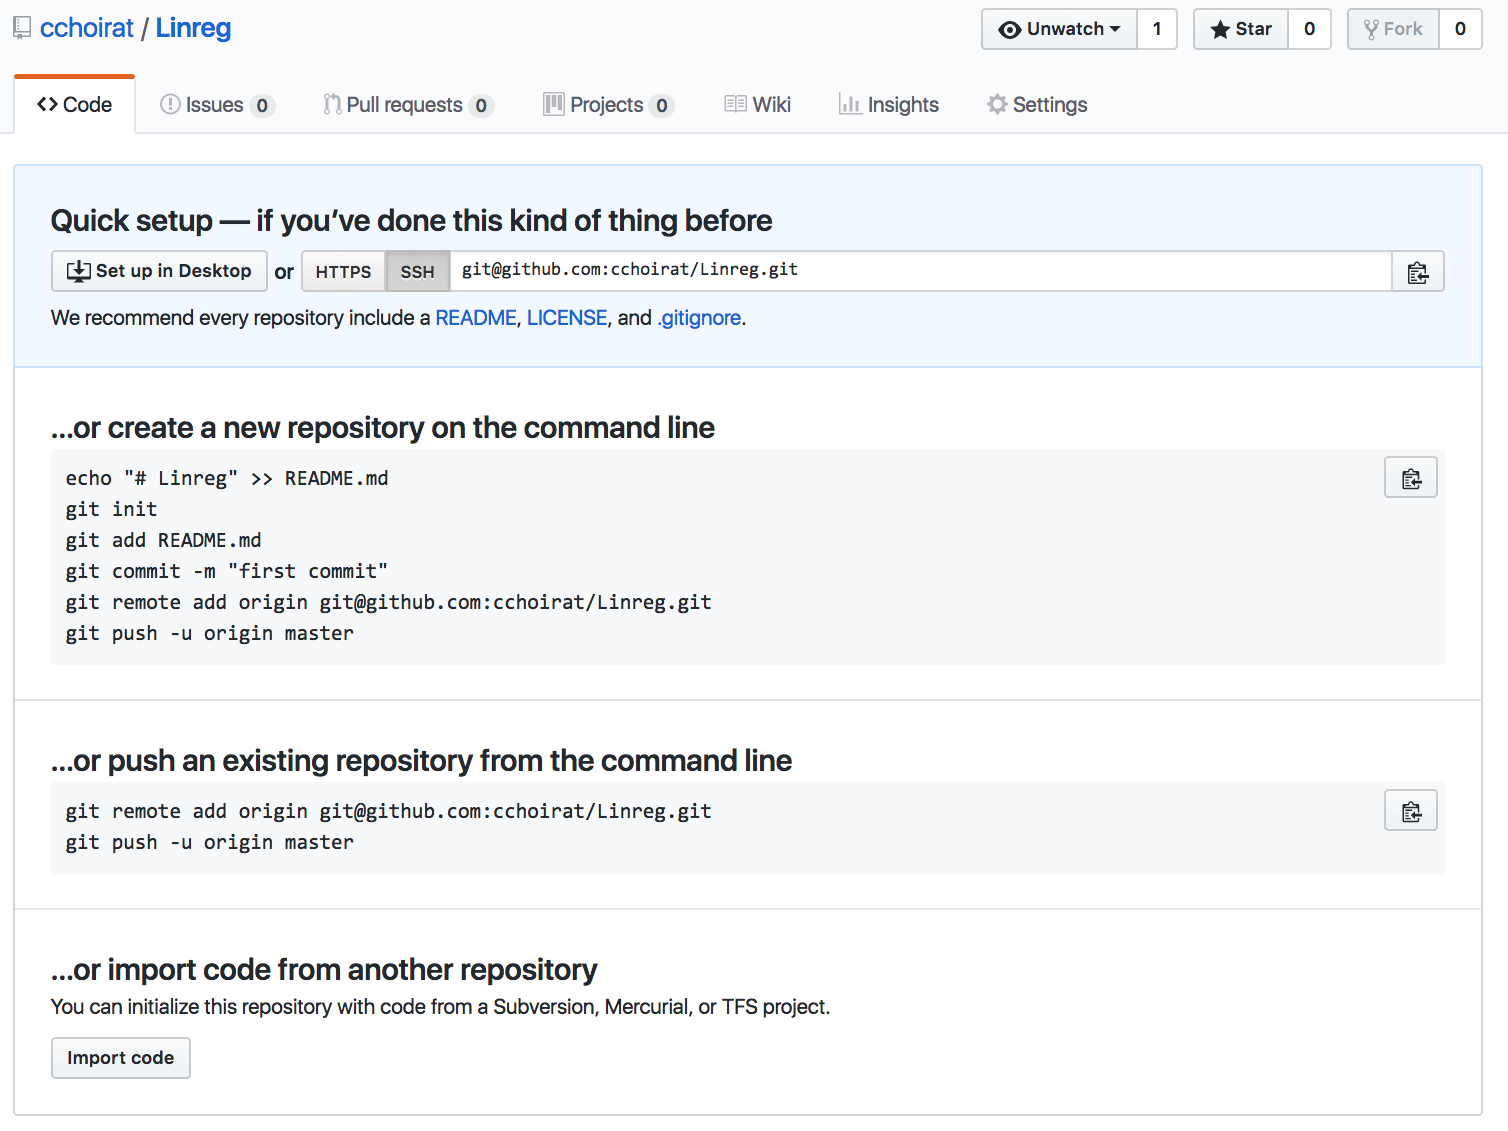 cchoirat / Linreg
Unwatch 1 Star 0 Fork 0
Code Issues 0 Pull requests 0 Projects 0 Wiki Insights Settings
Quick setup — if you’ve done this kind of thing before
Set up in Desktop or HTTPS SSH git@github.com:cchoirat/Linreg.git
We recommend every repository include a README, LICENSE, and .gitignore.
…or create a new repository on the command line
echo "# Linreg" >> README.md
git init
git add README.md
git commit -m "first commit"
git remote add origin git@github.com:cchoirat/Linreg.git
git push -u origin master
…or push an existing repository from the command line
git remote add origin git@github.com:cchoirat/Linreg.git
git push -u origin master
…or import code from another repository
You can initialize this repository with code from a Subversion, Mercurial, or TFS project.
Import code